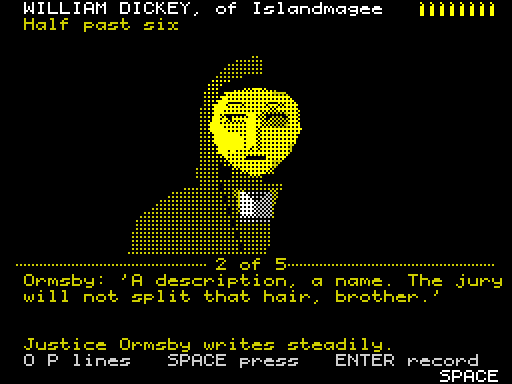 WILLIAM DICKEY, of Islandmagee
Half past six
2 of 5
Ormsby: 'A description, a name. The jury
will not split that hair, brother.'
Justice Ormsby writes steadily.
O P lines   SPACE press   ENTER record
SPACE